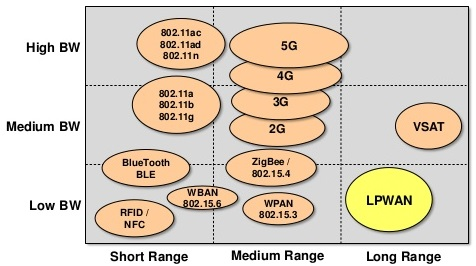 High BW
802.11ac
802.11ad
802.11n
5G
4G
Medium BW
802.11a
802.11b
802.11g
3G
2G
VSAT
Low BW
BlueTooth
BLE
ZigBee /
802.15.4
WBAN
802.15.6
RFID /
NFC
WPAN
802.15.3
LPWAN
Short Range
Medium Range
Long Range